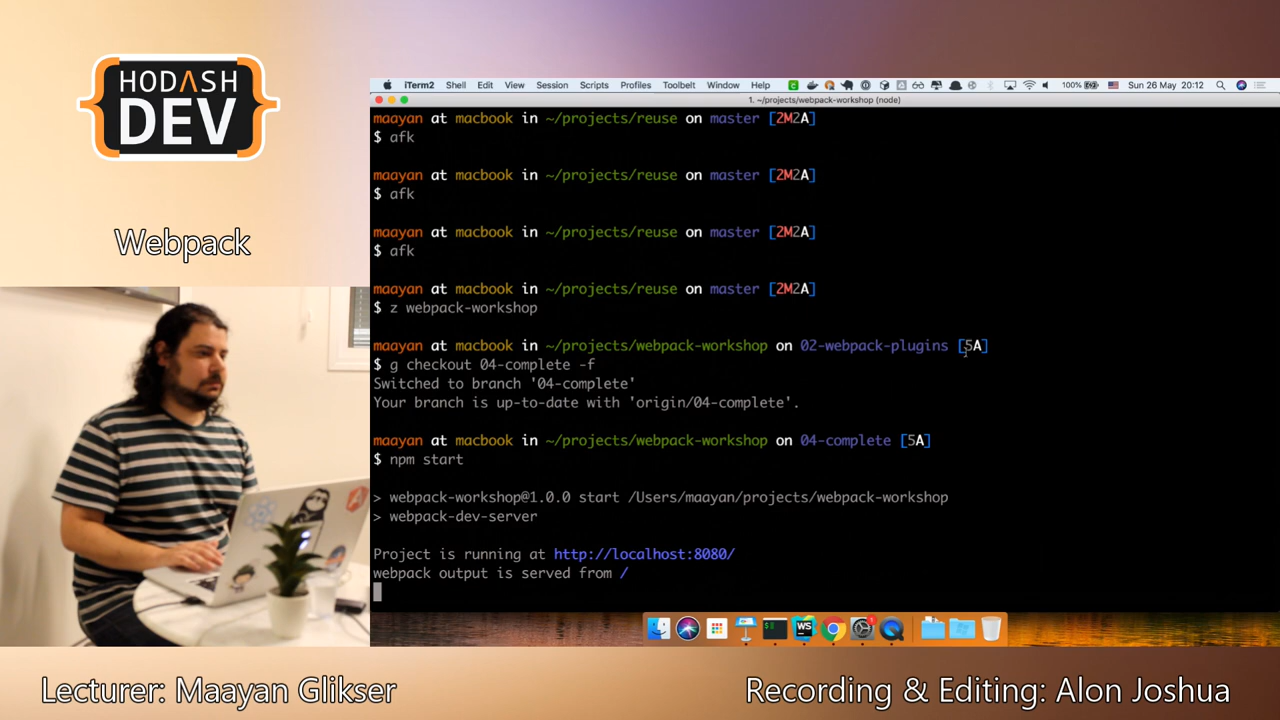 HODASH
DEV
Webpack
iTerm2 Shell Edit View Session Scripts Profiles Toolbelt Window Help 100% Sun 26 May 20:12
1. ~/projects/webpack-workshop (node)
maayan at macbook in ~/projects/reuse on master [2M2A]
$ afk
maayan at macbook in ~/projects/reuse on master [2M2A]
$ afk
maayan at macbook in ~/projects/reuse on master [2M2A]
$ afk
maayan at macbook in ~/projects/reuse on master [2M2A]
$ z webpack-workshop
maayan at macbook in ~/projects/webpack-workshop on 02-webpack-plugins [5A]
$ g checkout 04-complete -f
Switched to branch '04-complete'
Your branch is up-to-date with 'origin/04-complete'.
maayan at macbook in ~/projects/webpack-workshop on 04-complete [5A]
$ npm start
> webpack-workshop@1.0.0 start /Users/maayan/projects/webpack-workshop
> webpack-dev-server
Project is running at http://localhost:8080/
webpack output is served from /
WS
Lecturer: Maayan Glikser
Recording & Editing: Alon Joshua